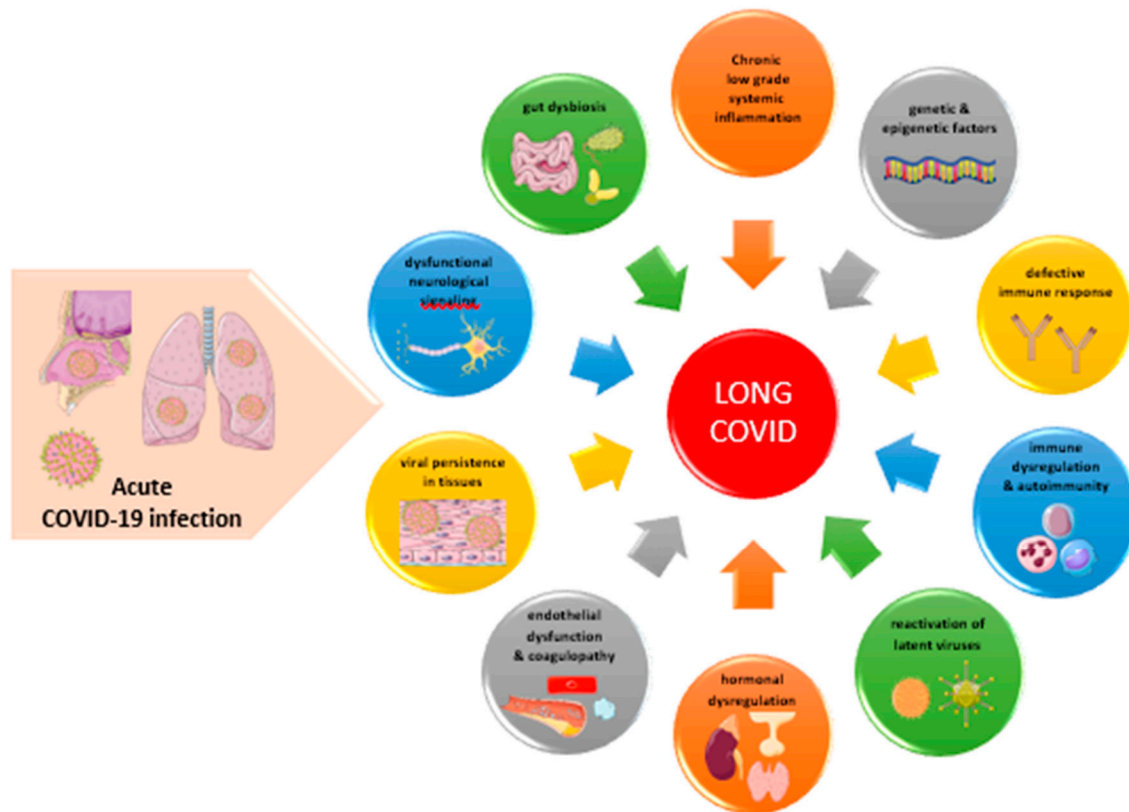 Chronic
low grade
systemic
inflammation
gut dysbiosis
genetic &
epigenetic factors
dysfunctional
neurological
signaling
defective
immune response
LONG
COVID
Acute
COVID-19 infection
viral persistence
in tissues
immune
dysregulation
& autoimmunity
endothelial
dysfunction
& coagulopathy
reactivation of
latent viruses
hormonal
dysregulation